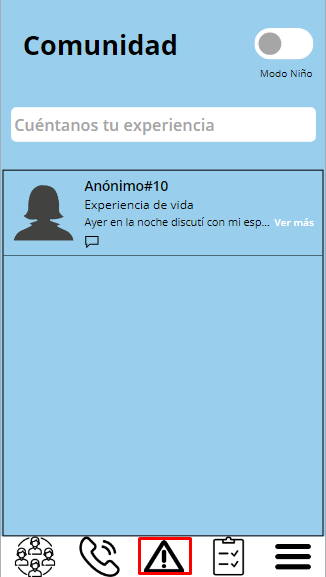 Comunidad
Modo Niño
Cuéntanos tu experiencia
Anónimo#10
Experiencia de vida
Ayer en la noche discutí con mi esp... Ver más